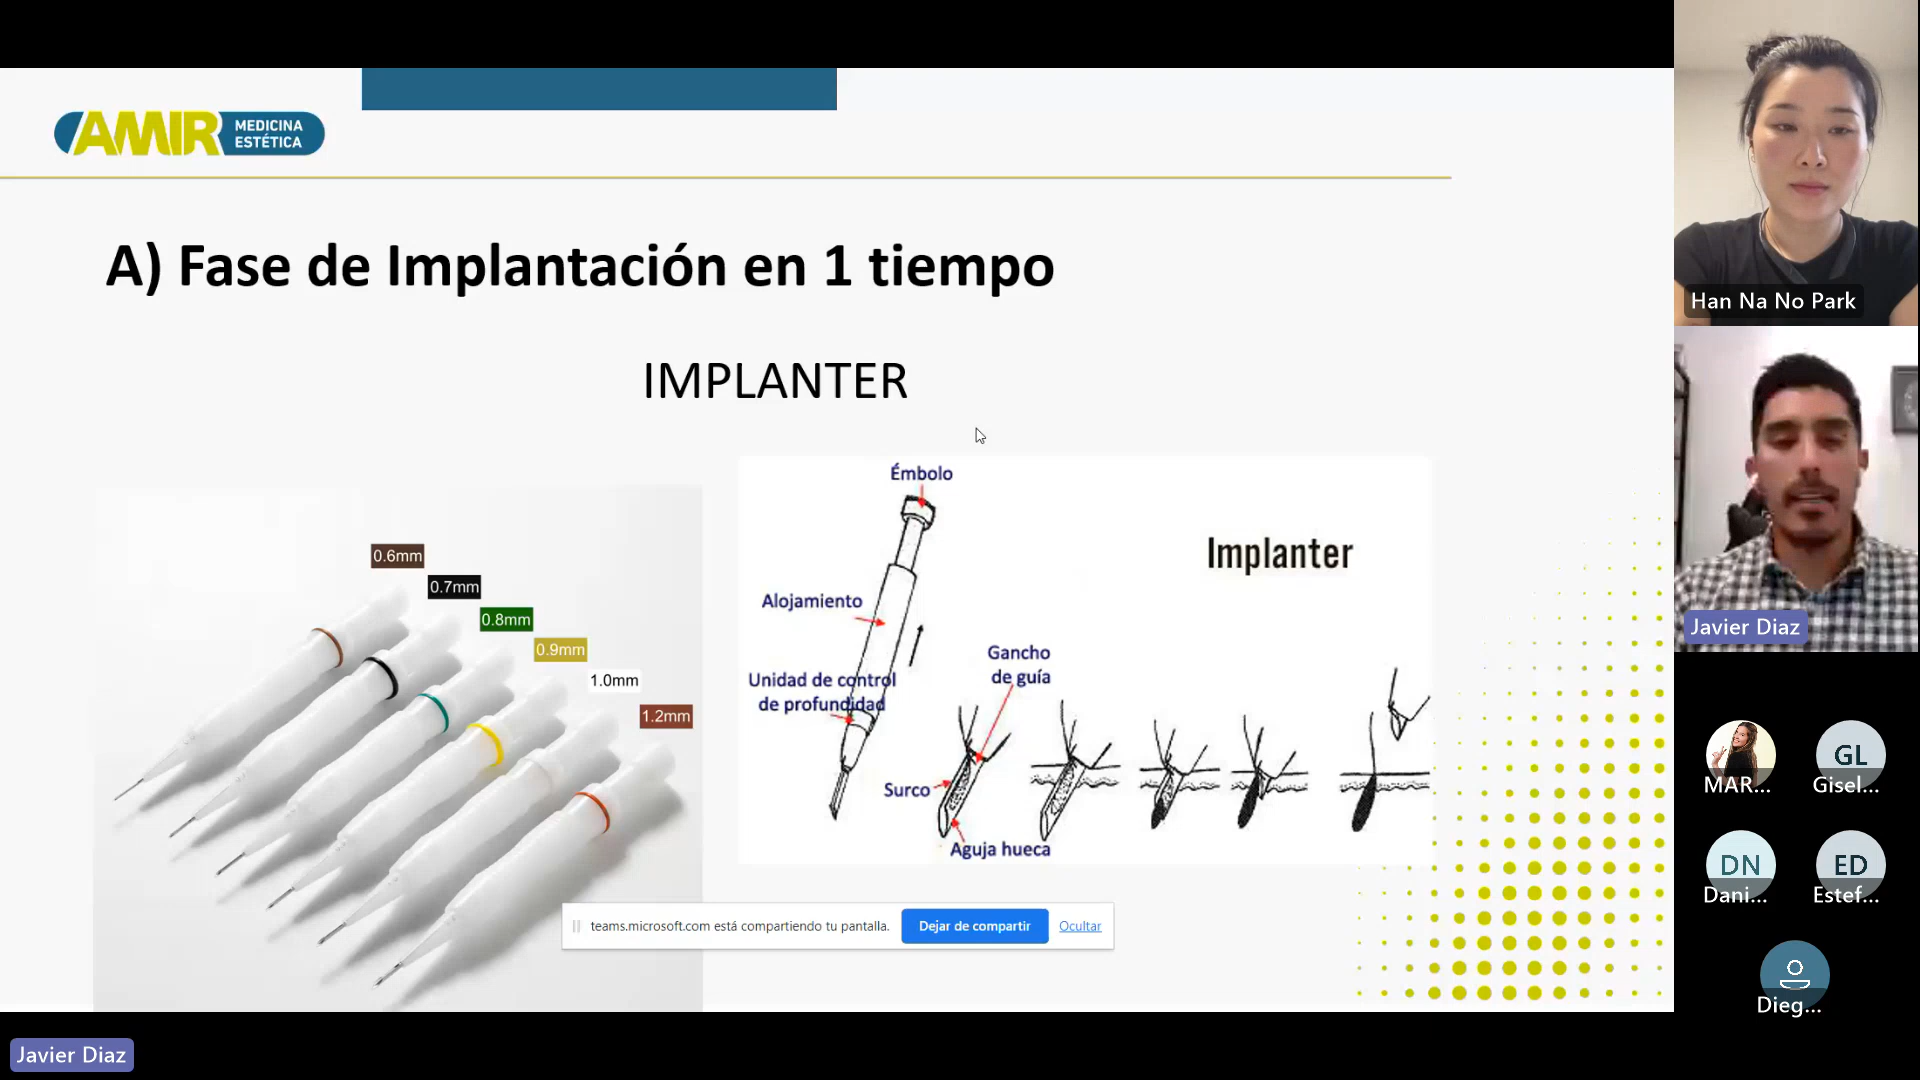 AMIR
MEDICINA
ESTÉTICA
A) Fase de Implantación en 1 tiempo
IMPLANTER
0.6mm
0.7mm
0.8mm
0.9mm
1.0mm
1.2mm
Émbolo
Implanter
Alojamiento
Gancho
de guía
Unidad de control
de profundidad
Surco
Aguja hueca
teams.microsoft.com está compartiendo tu pantalla.
Dejar de compartir
Ocultar
Han Na No Park
Javier Diaz
MAR...
GL
Gisel...
DN
Dani...
ED
Estef...
Dieg...
Javier Diaz